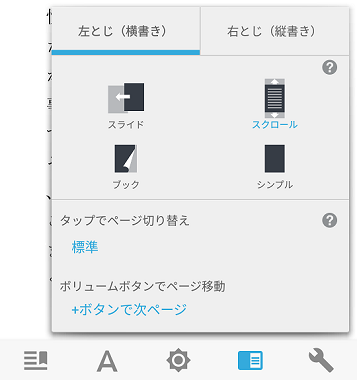 左とじ（横書き）
右とじ（縦書き）
スライド
スクロール
ブック
シンプル
タップでページ切り替え
標準
ボリュームボタンでページ移動
+ボタンで次ページ
A